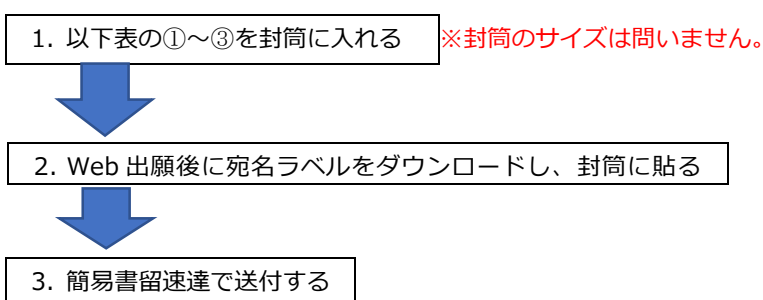 1. 以下表の①～③を封筒に入れる ※封筒のサイズは問いません。
2. Web 出願後に宛名ラベルをダウンロードし、封筒に貼る
3. 簡易書留速達で送付する